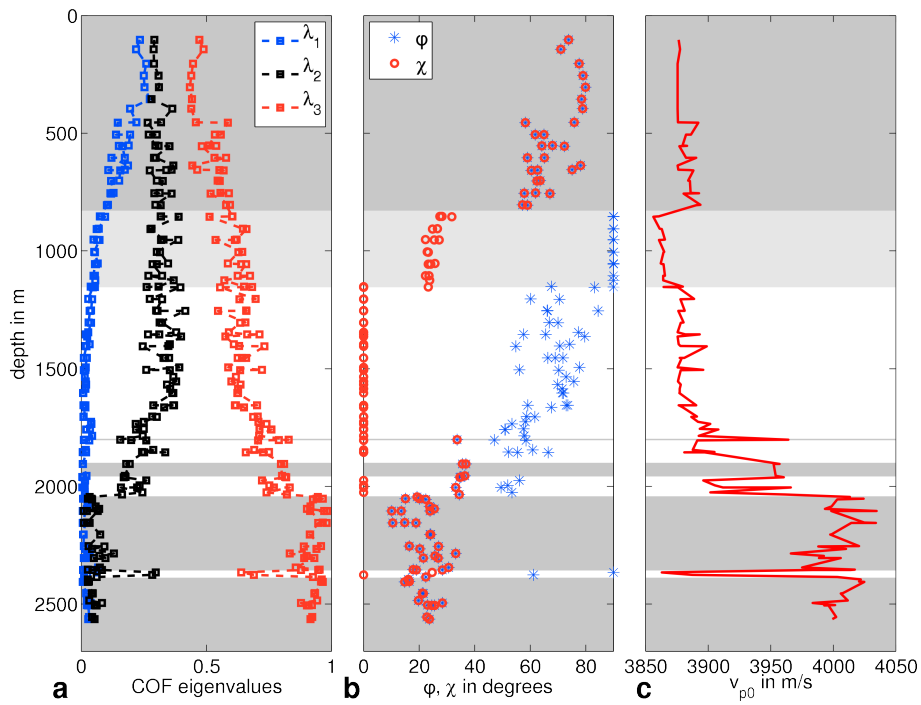 0
500
1000
1500
2000
2500
depth in m
λ1
λ2
λ3
0
0.5
1
COF eigenvalues
a
φ
χ
0
20
40
60
80
φ, χ in degrees
b
3850
3900
3950
4000
4050
vp0 in m/s
c